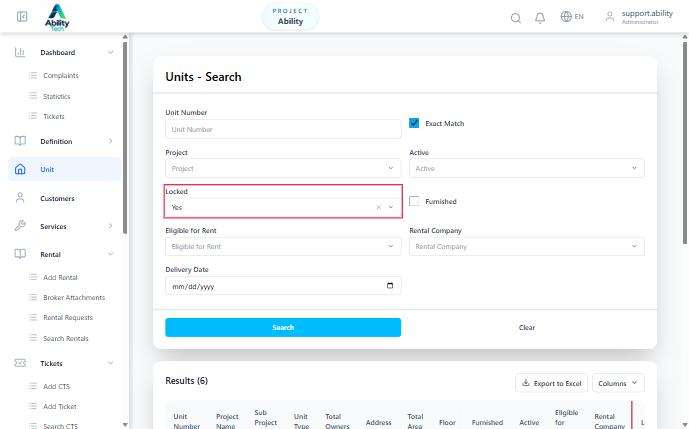 Ability
Tech
PROJECT
Ability
EN
support.ability
Administrator
Dashboard
Complaints
Statistics
Tickets
Definition
Unit
Customers
Services
Rental
Add Rental
Broker Attachments
Rental Requests
Search Rentals
Tickets
Add CTS
Add Ticket
Search CTS
Units - Search
Unit Number
Unit Number
Exact Match
Project
Project
Active
Active
Locked
Yes
Furnished
Eligible for Rent
Eligible for Rent
Rental Company
Rental Company
Delivery Date
mm/dd/yyyy
Search
Clear
Results (6)
Export to Excel
Columns
Unit Number
Project Name
Sub Project
Unit Type
Total Owners
Address
Total Area
Floor
Furnished
Active
Eligible for
Rental Company
L